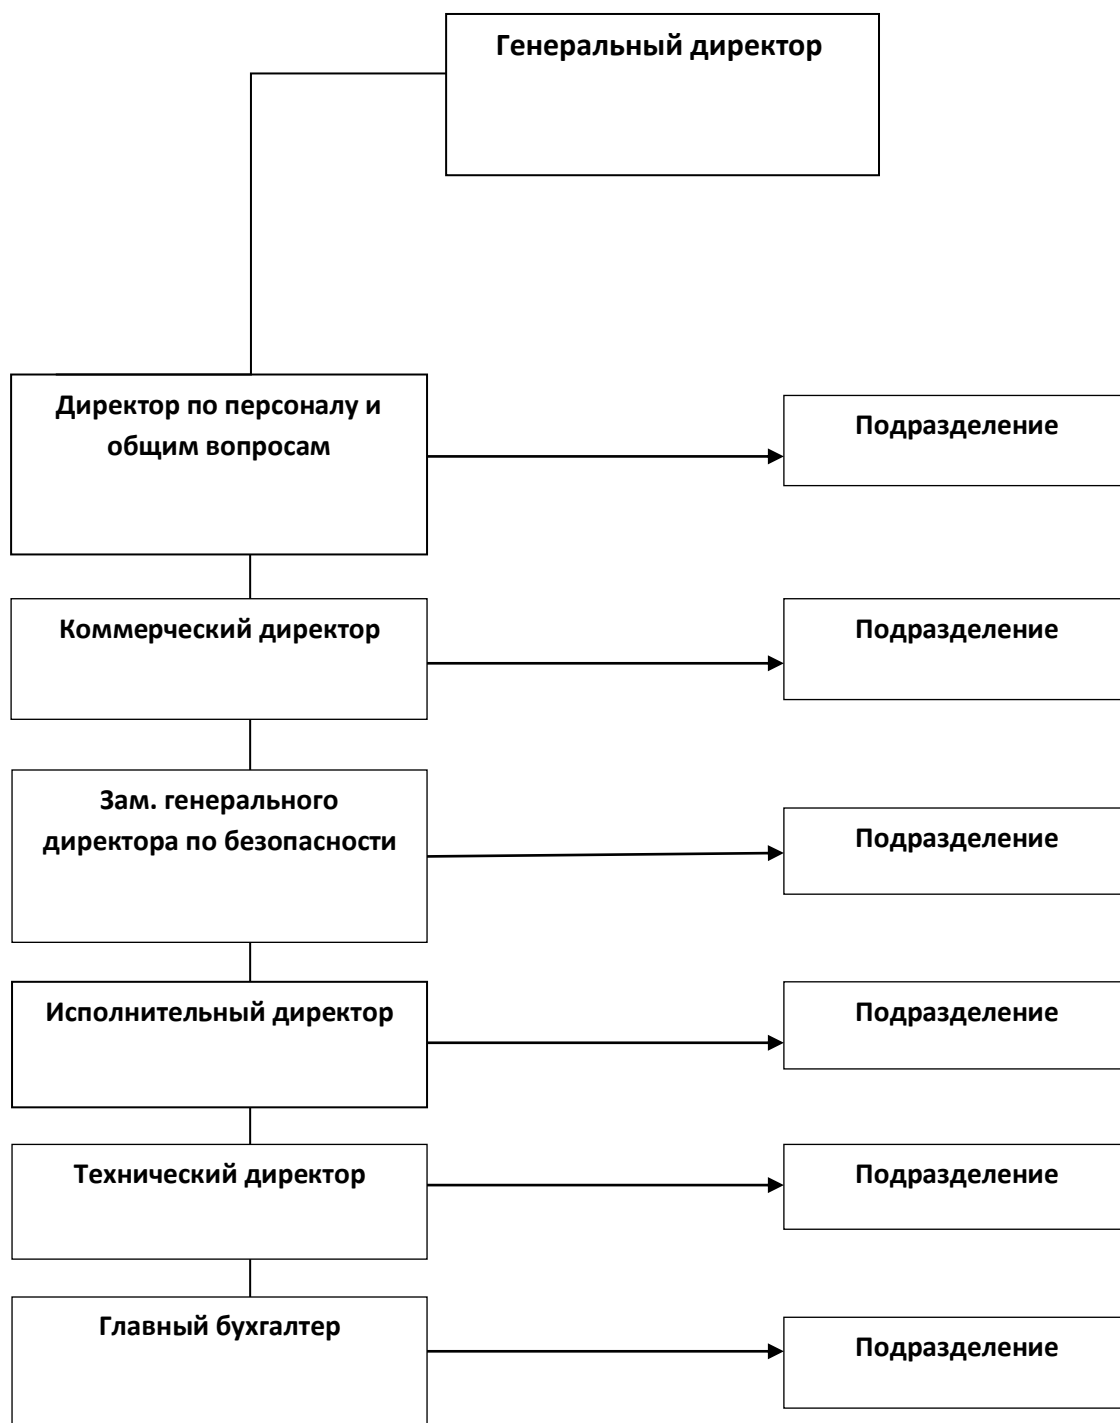 Генеральный директор
Директор по персоналу и
общим вопросам
Подразделение
Коммерческий директор
Подразделение
Зам. генерального
директора по безопасности
Подразделение
Исполнительный директор
Подразделение
Технический директор
Подразделение
Главный бухгалтер
Подразделение